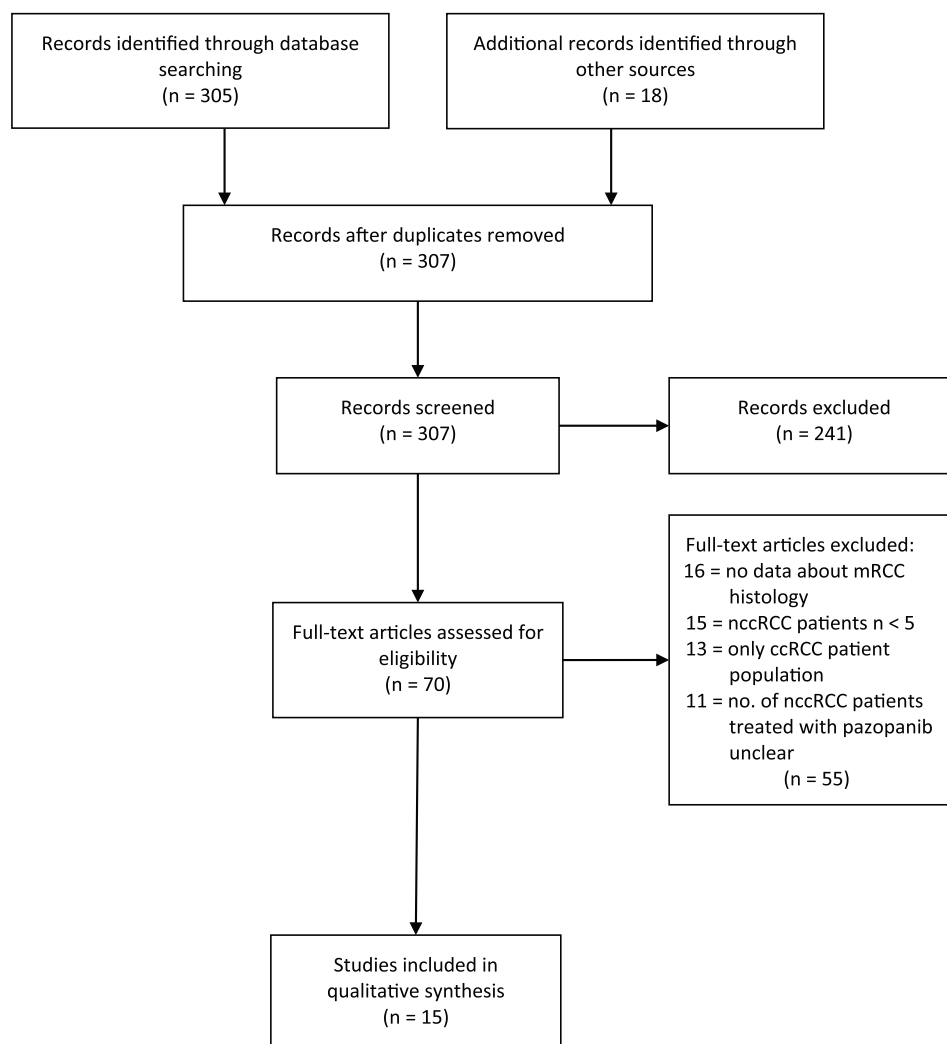 Records identified through database
searching
(n = 305)
Additional records identified through
other sources
(n = 18)
Records after duplicates removed
(n = 307)
Records screened
(n = 307)
Records excluded
(n = 241)
Full-text articles assessed for
eligibility
(n = 70)
Full-text articles excluded:
16 = no data about mRCC
histology
15 = nccRCC patients n < 5
13 = only ccRCC patient
population
11 = no. of nccRCC patients
treated with pazopanib
unclear
(n = 55)
Studies included in
qualitative synthesis
(n = 15)